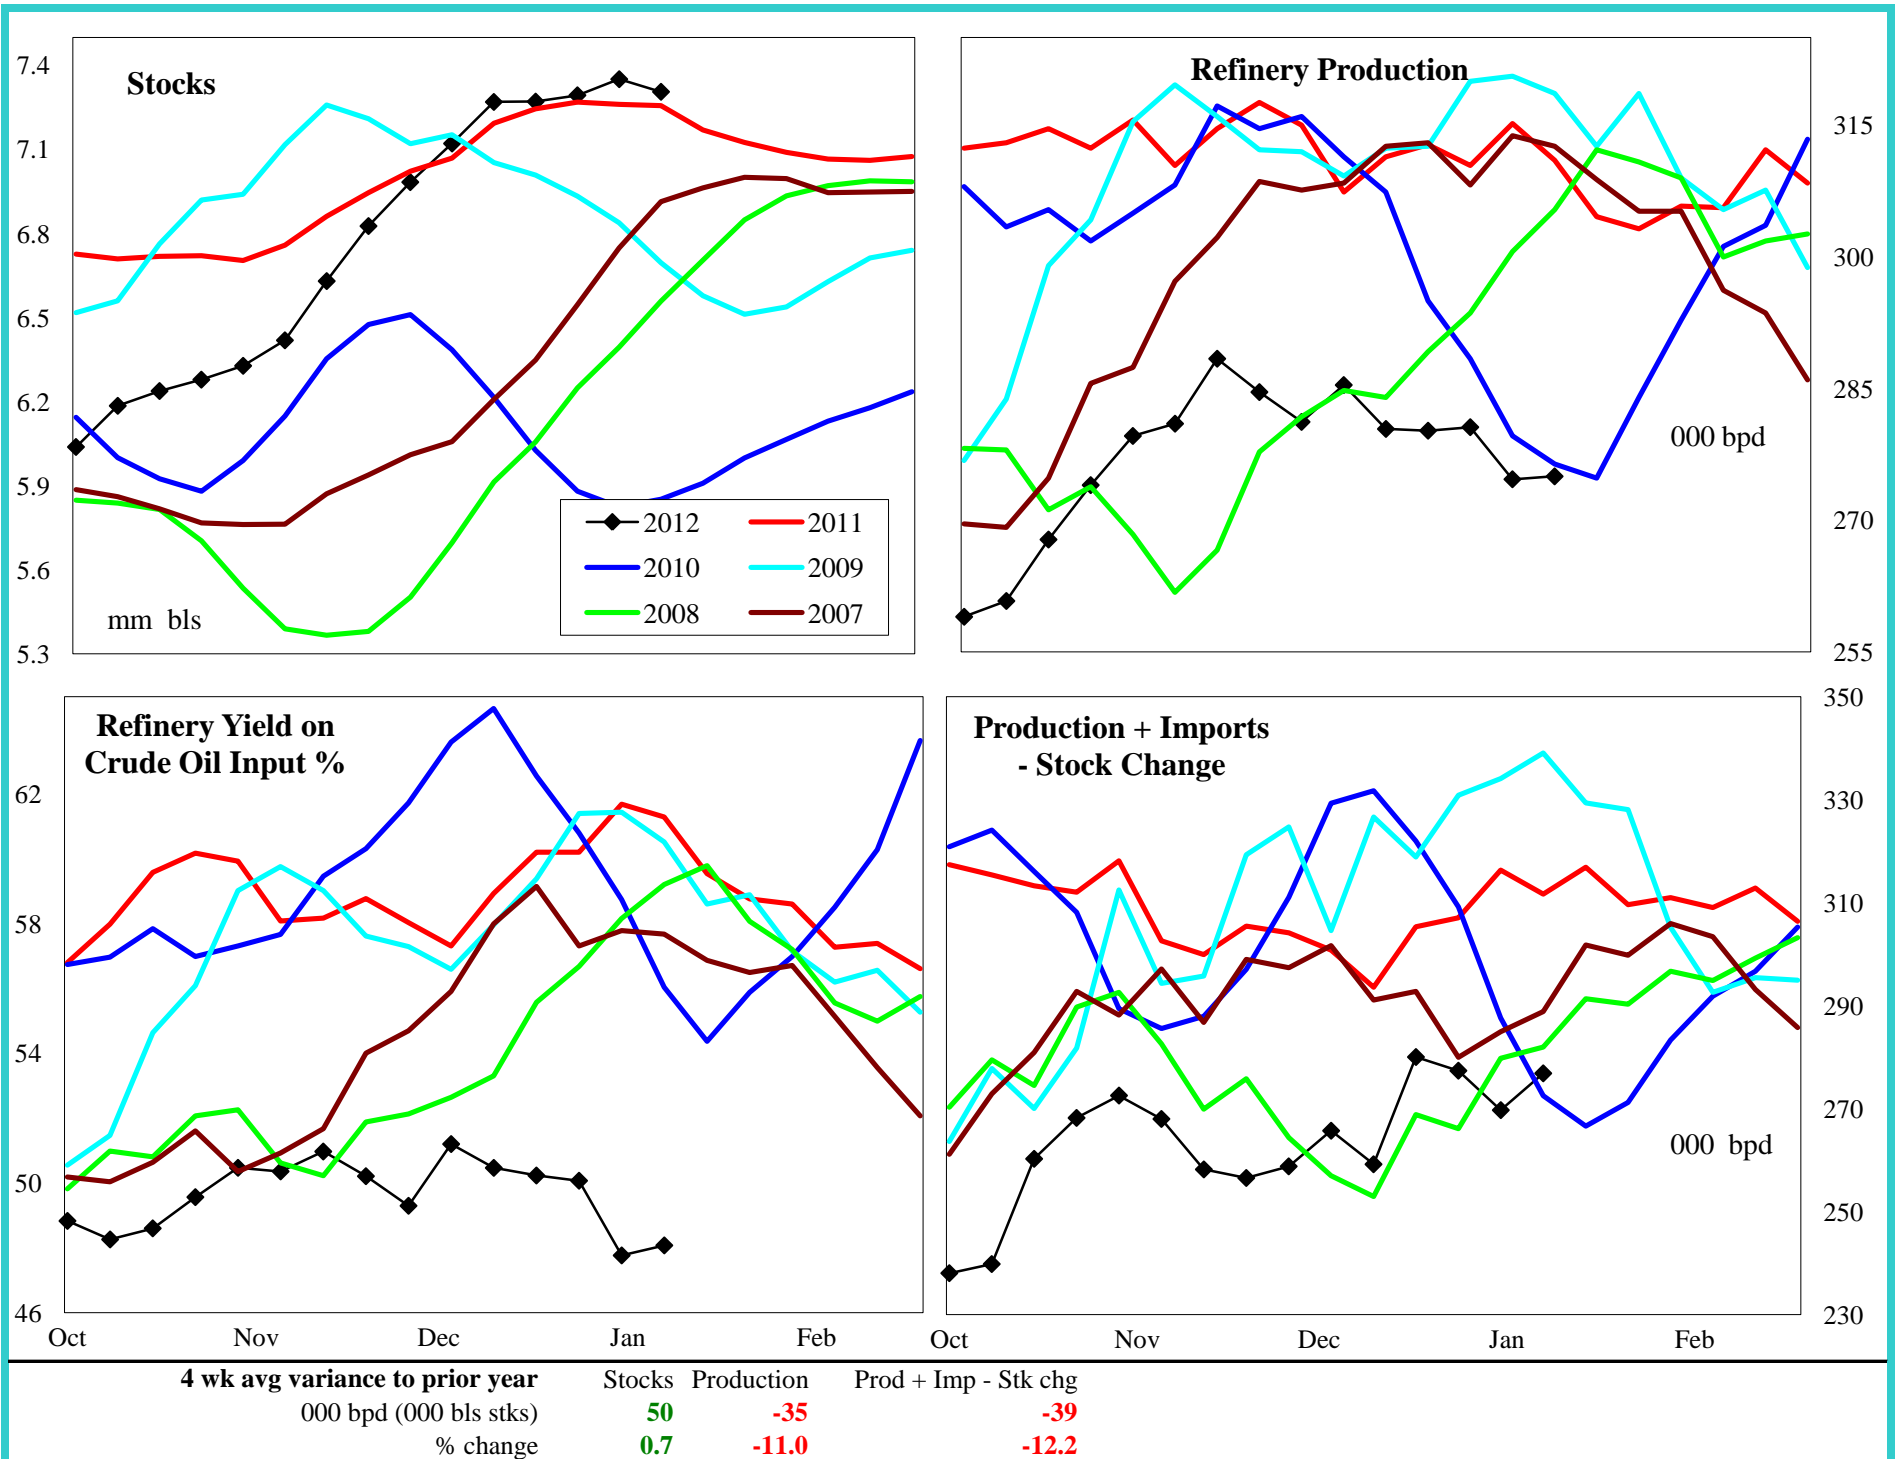 Stocks
7.4
7.1
6.8
6.5
6.2
5.9
5.6
5.3
mm bls
2012 2011
2010 2009
2008 2007
Refinery Production
315
300
285
270
255
000 bpd
Refinery Yield on
Crude Oil Input %
62
58
54
50
46
Oct Nov Dec Jan Feb
Production + Imports
- Stock Change
350
330
310
290
270
250
230
000 bpd
Oct Nov Dec Jan Feb
4 wk avg variance to prior year Stocks Production Prod + Imp - Stk chg
000 bpd (000 bls stks) 50 -35 -39
% change 0.7 -11.0 -12.2